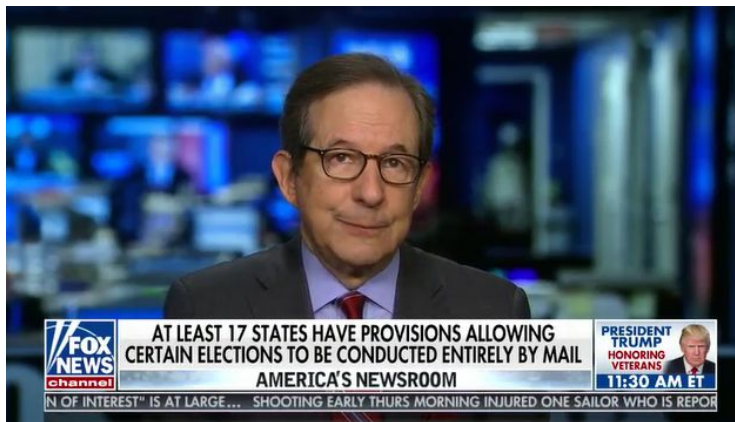 AT LEAST 17 STATES HAVE PROVISIONS ALLOWING
CERTAIN ELECTIONS TO BE CONDUCTED ENTIRELY BY MAIL
AMERICA'S NEWSROOM
FOX
NEWS
channel
PRESIDENT
TRUMP
HONORING
VETERANS
11:30 AM ET
N OF INTEREST" IS AT LARGE... SHOOTING EARLY THURS MORNING INJURED ONE SAILOR WHO IS REPOR